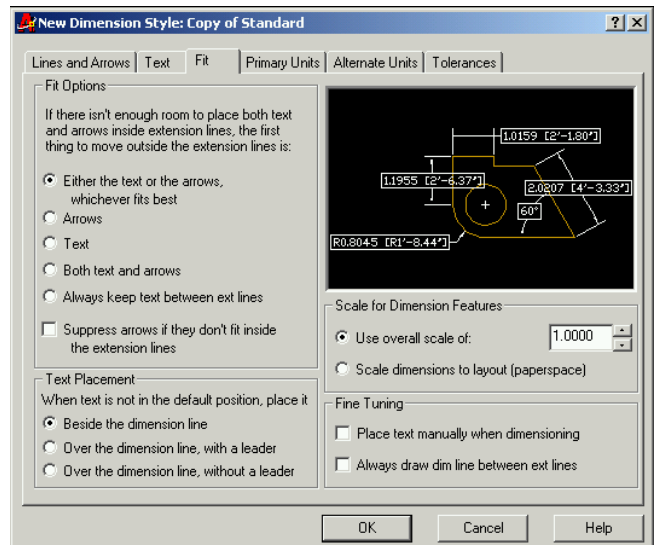 New Dimension Style: Copy of Standard
Lines and Arrows Text Fit Primary Units Alternate Units Tolerances
Fit Options
If there isn't enough room to place both text
and arrows inside extension lines, the first
thing to move outside the extension lines is:
Either the text or the arrows,
whichever fits best
Arrows
Text
Both text and arrows
Always keep text between ext lines
Suppress arrows if they don't fit inside
the extension lines
Text Placement
When text is not in the default position, place it
Beside the dimension line
Over the dimension line, with a leader
Over the dimension line, without a leader
1.0159 [2'-1.80"]
1.1955 [2'-6.37"]
2.0207 [4'-3.33"]
60°
R0.8045 [R1'-8.44"]
Scale for Dimension Features
Use overall scale of: 1.0000
Scale dimensions to layout (paperspace)
Fine Tuning
Place text manually when dimensioning
Always draw dim line between ext lines
OK Cancel Help